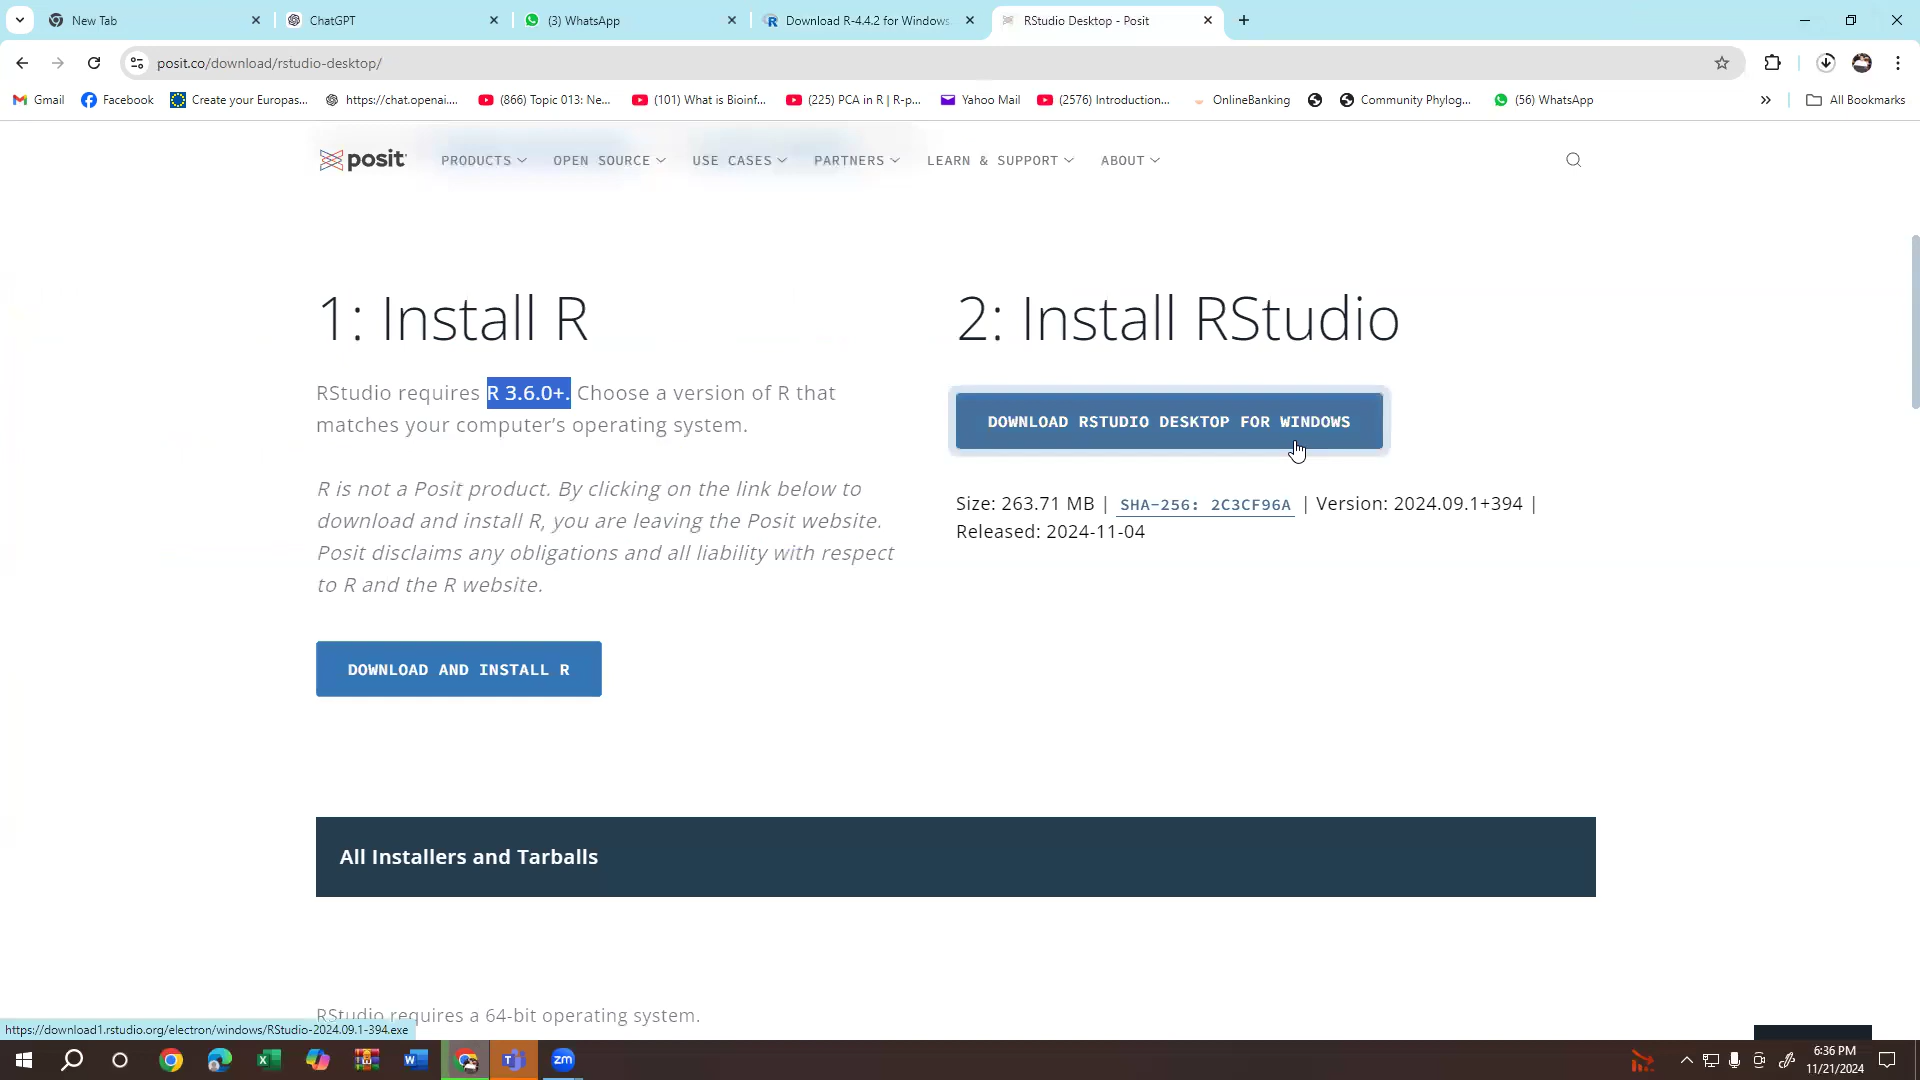 New Tab
ChatGPT
(3) WhatsApp
Download R-4.4.2 for Windows
RStudio Desktop - Posit
posit.co/download/rstudio-desktop/
Gmail
Facebook
Create your Europas...
https://chat.openai....
(866) Topic 013: Ne...
(101) What is Bioinf...
(225) PCA in R | R-p...
Yahoo Mail
(2576) Introduction...
OnlineBanking
Community Phylog...
(56) WhatsApp
All Bookmarks
posit
PRODUCTS
OPEN SOURCE
USE CASES
PARTNERS
LEARN & SUPPORT
ABOUT
1: Install R
RStudio requires R 3.6.0+. Choose a version of R that
matches your computer's operating system.
R is not a Posit product. By clicking on the link below to
download and install R, you are leaving the Posit website.
Posit disclaims any obligations and all liability with respect
to R and the R website.
DOWNLOAD AND INSTALL R
2: Install RStudio
DOWNLOAD RSTUDIO DESKTOP FOR WINDOWS
Size: 263.71 MB | SHA-256: 2C3CF96A | Version: 2024.09.1+394 |
Released: 2024-11-04
All Installers and Tarballs
RStudio requires a 64-bit operating system.
https://download1.rstudio.org/electron/windows/RStudio-2024.09.1-394.exe
zm
6:36 PM
11/21/2024